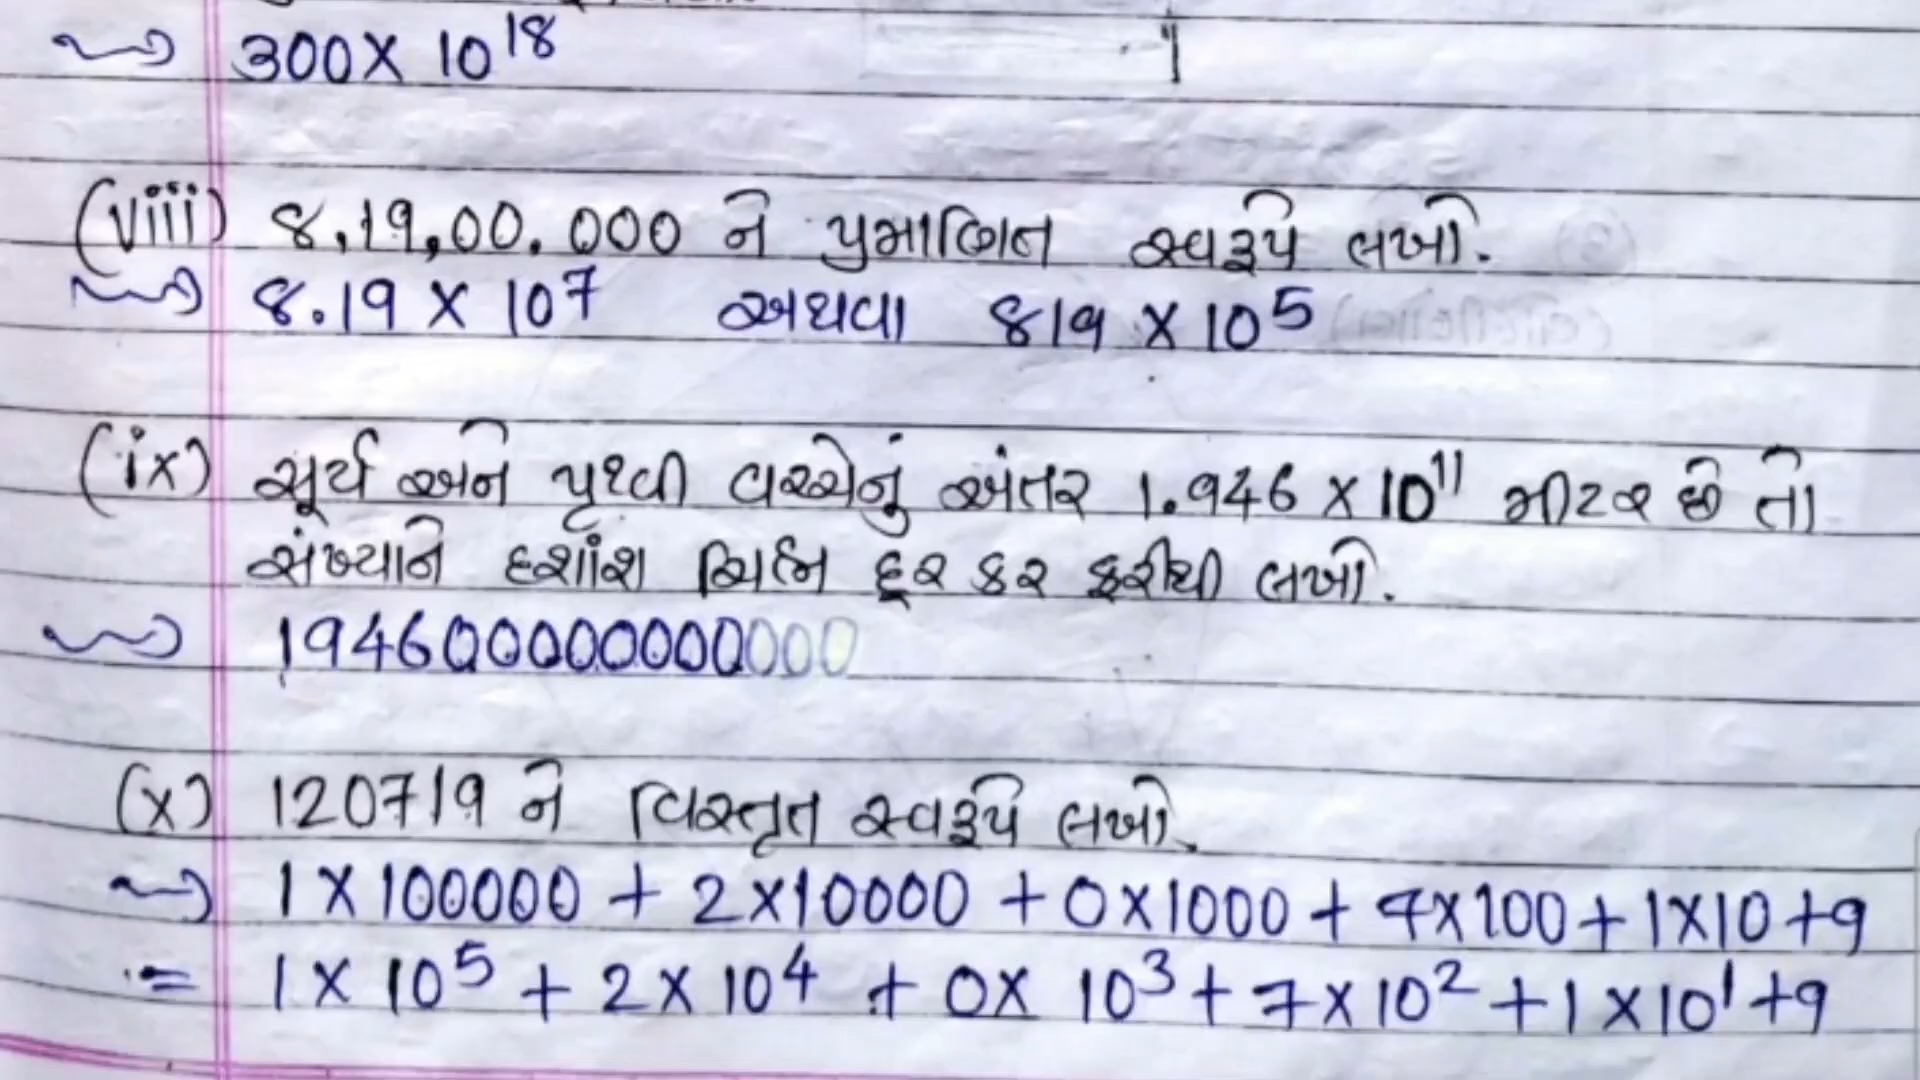 300 X 10¹⁸
(viii) 8,19,00,000 ને પ્રમાણિત સ્વરૂપે લખો.
8.19 X 10⁷ અથવા 819 X 10⁵
(ix) સૂર્ય અને પૃથ્વી વચ્ચેનું અંતર 1.946 X 10¹¹ મીટર છે તો
સંખ્યાને દશાંશ ચિહ્ન દૂર કર ફરીથી લખો.
194600000000000
(x) 120719 ને વિસ્તૃત સ્વરૂપે લખો.
1 X 100000 + 2 X 10000 + 0 X 1000 + 7 X 100 + 1 X 10 + 9
= 1 X 10⁵ + 2 X 10⁴ + 0 X 10³ + 7 X 10² + 1 X 10¹ + 9